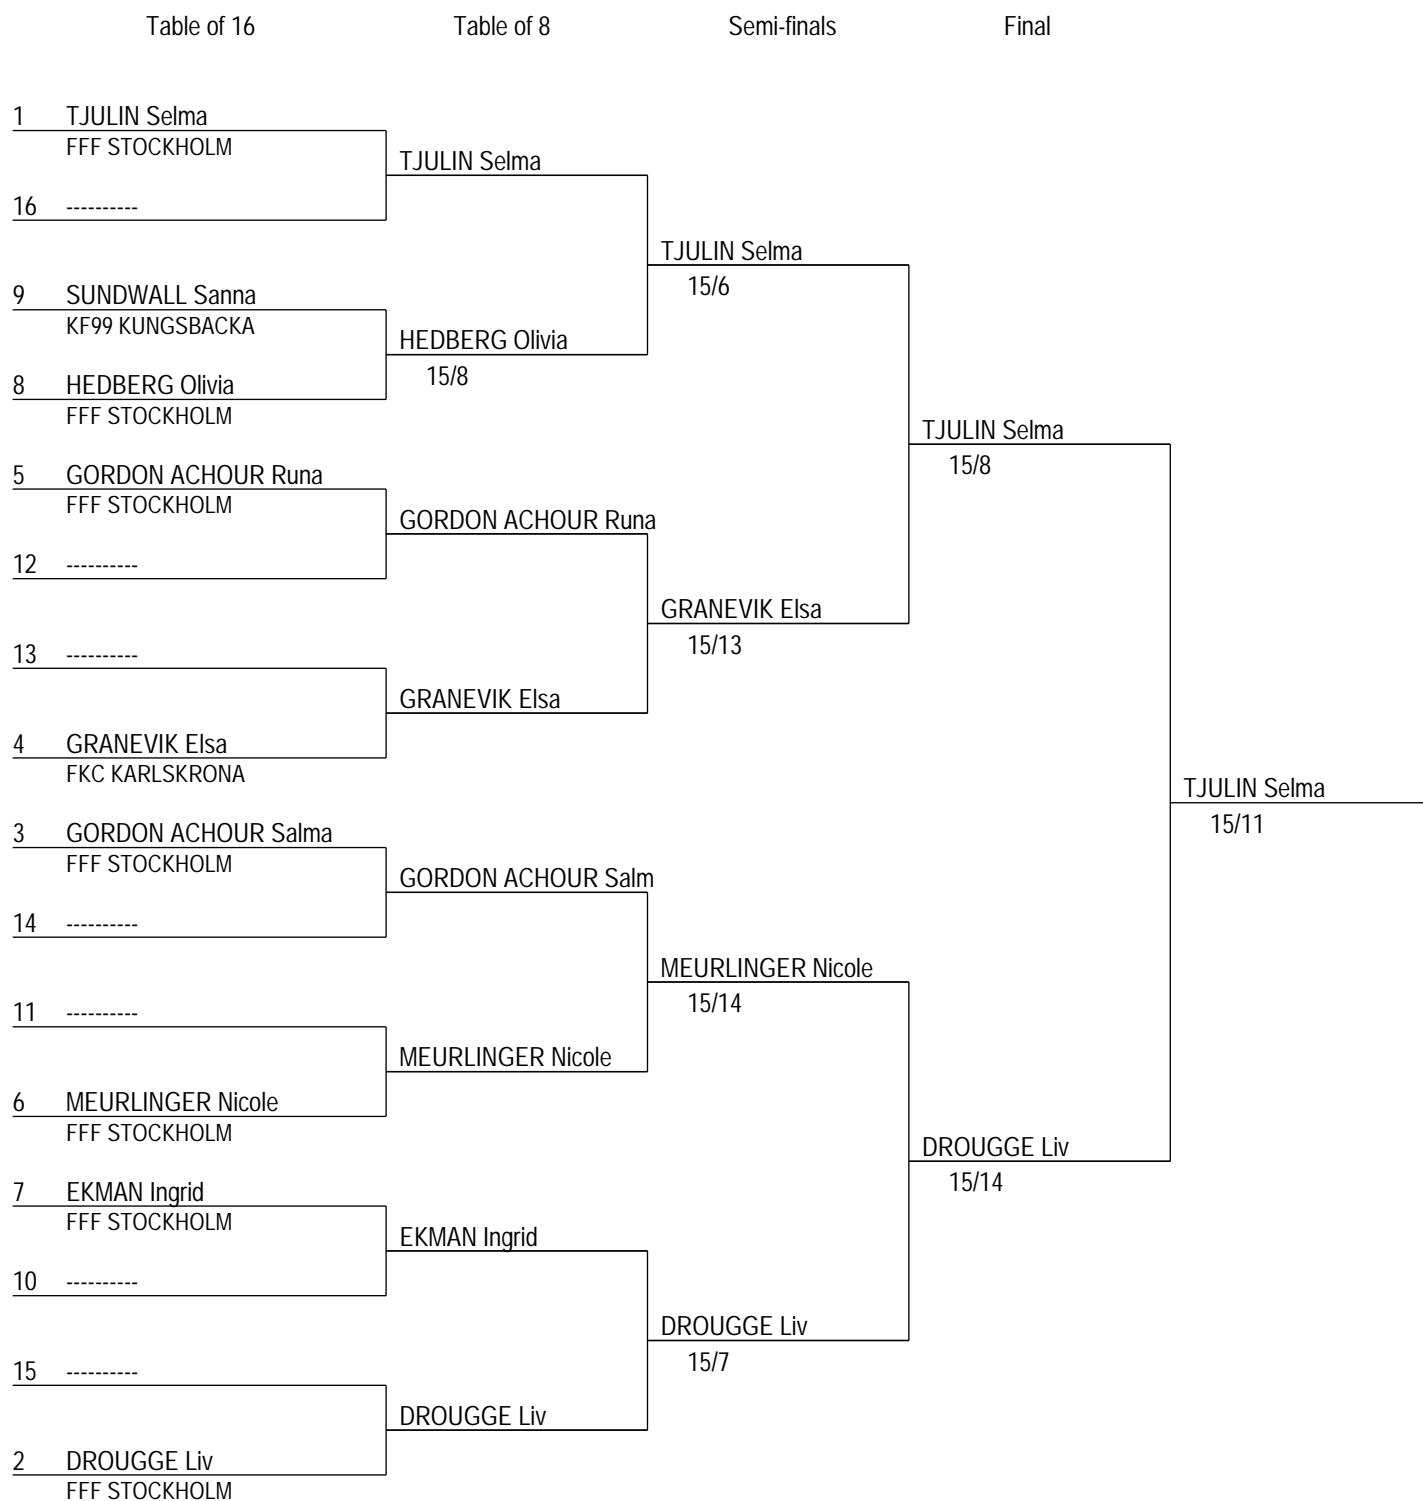 Table of 16 Table of 8 Semi-finals Final
1 TJULIN Selma
FFF STOCKHOLM
TJULIN Selma
16 ----------
TJULIN Selma
15/6
9 SUNDWALL Sanna
KF99 KUNGSBACKA
HEDBERG Olivia
15/8
8 HEDBERG Olivia
FFF STOCKHOLM
TJULIN Selma
15/8
5 GORDON ACHOUR Runa
FFF STOCKHOLM
GORDON ACHOUR Runa
12 ----------
GRANEVIK Elsa
15/13
13 ----------
GRANEVIK Elsa
4 GRANEVIK Elsa
FKC KARLSKRONA
TJULIN Selma
15/11
3 GORDON ACHOUR Salma
FFF STOCKHOLM
GORDON ACHOUR Salm
14 ----------
MEURLINGER Nicole
15/14
11 ----------
MEURLINGER Nicole
6 MEURLINGER Nicole
FFF STOCKHOLM
DROUGGE Liv
15/14
7 EKMAN Ingrid
FFF STOCKHOLM
EKMAN Ingrid
10 ----------
DROUGGE Liv
15/7
15 ----------
DROUGGE Liv
2 DROUGGE Liv
FFF STOCKHOLM